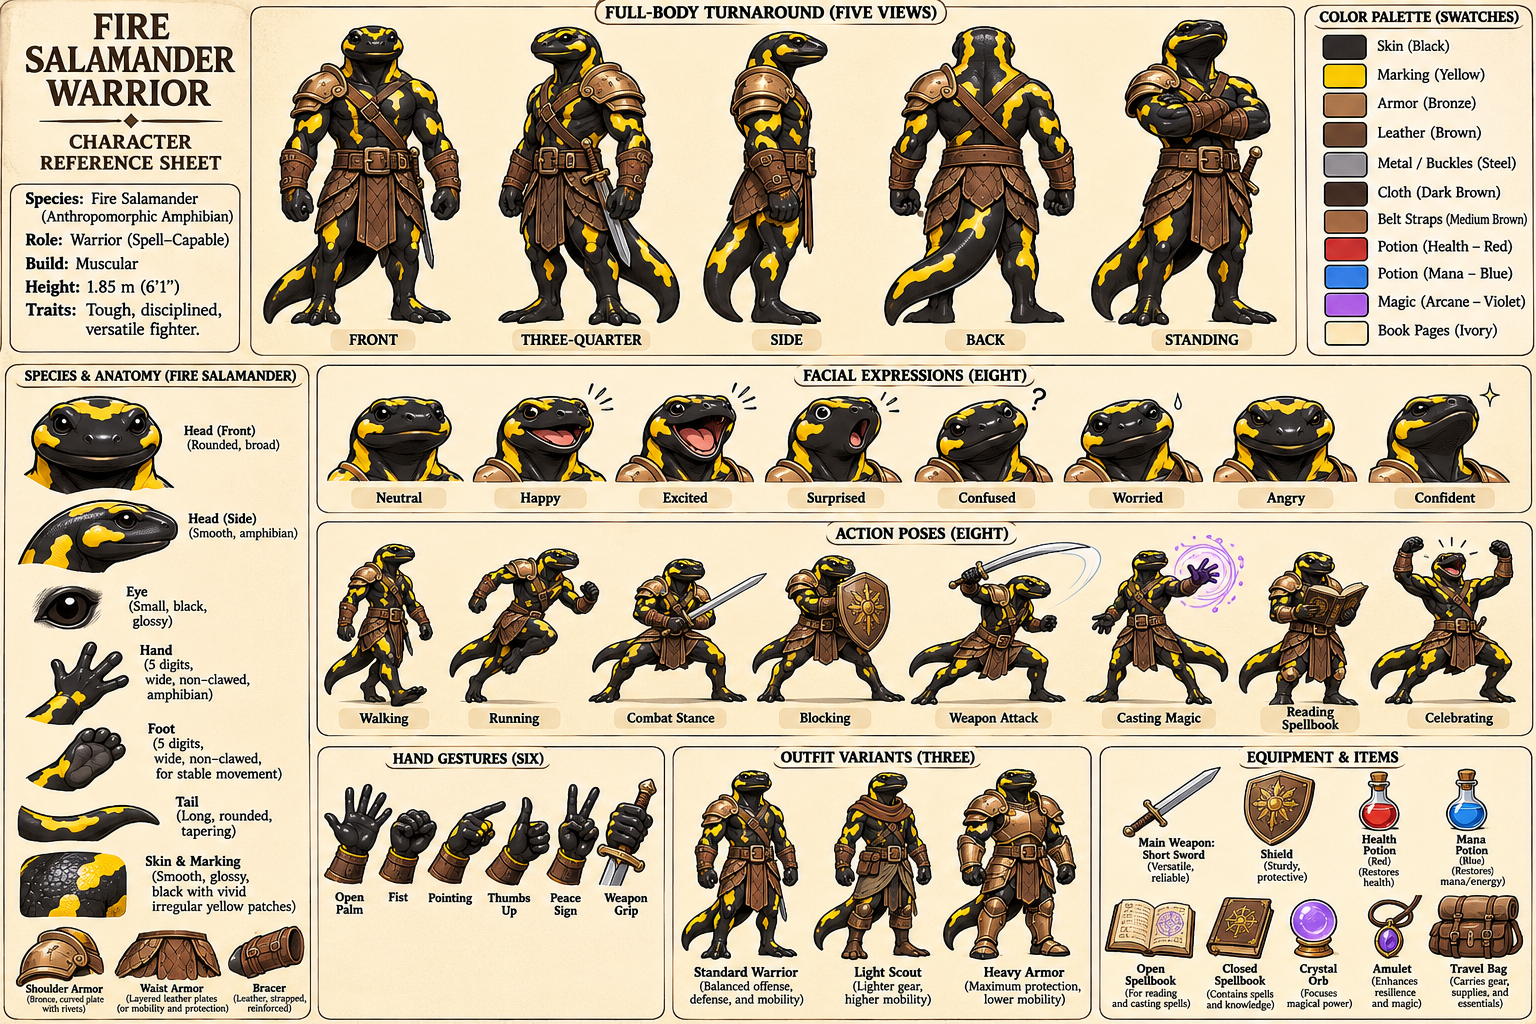 FIRE
SALAMANDER
WARRIOR
CHARACTER
REFERENCE SHEET
Species: Fire Salamander
(Anthropomorphic Amphibian)
Role: Warrior (Spell–Capable)
Build: Muscular
Height: 1.85 m (6'1")
Traits: Tough, disciplined,
versatile fighter.
FULL-BODY TURNAROUND (FIVE VIEWS)
FRONT
THREE-QUARTER
SIDE
BACK
STANDING
COLOR PALETTE (SWATCHES)
Skin (Black)
Marking (Yellow)
Armor (Bronze)
Leather (Brown)
Metal / Buckles (Steel)
Cloth (Dark Brown)
Belt Straps (Medium Brown)
Potion (Health – Red)
Potion (Mana – Blue)
Magic (Arcane – Violet)
Book Pages (Ivory)
SPECIES & ANATOMY (FIRE SALAMANDER)
Head (Front)
(Rounded, broad)
Head (Side)
(Smooth, amphibian)
Eye
(Small, black,
glossy)
Hand
(5 digits,
wide, non–clawed,
amphibian)
Foot
(5 digits,
wide, non–clawed,
for stable movement)
Tail
(Long, rounded,
tapering)
Skin & Marking
(Smooth, glossy,
black with vivid
irregular yellow patches)
Shoulder Armor
(Bronze, curved plate
with rivets)
Waist Armor
(Layered leather plates
(or mobility and protection)
Bracer
(Leather, strapped,
reinforced)
FACIAL EXPRESSIONS (EIGHT)
?
Neutral
Happy
Excited
Surprised
Confused
Worried
Angry
Confident
ACTION POSES (EIGHT)
Walking
Running
Combat Stance
Blocking
Weapon Attack
Casting Magic
Reading
Spellbook
Celebrating
HAND GESTURES (SIX)
Open
Palm
Fist
Pointing
Thumbs
Up
Peace
Sign
Weapon
Grip
OUTFIT VARIANTS (THREE)
Standard Warrior
(Balanced offense,
defense, and mobility)
Light Scout
(Lighter gear,
higher mobility)
Heavy Armor
(Maximum protection,
lower mobility)
EQUIPMENT & ITEMS
Main Weapon:
Short Sword
(Versatile,
reliable)
Shield
(Sturdy,
protective)
Health
Potion
(Red)
(Restores
health)
Mana
Potion
(Blue)
(Restores
mana/energy)
Open
Spellbook
(For reading
and casting spells)
Closed
Spellbook
(Contains spells
and knowledge)
Crystal
Orb
(Focuses
magical power)
Amulet
(Enhances
resillence
and magic)
Travel Bag
(Carries gear,
supplies, and
essentials)